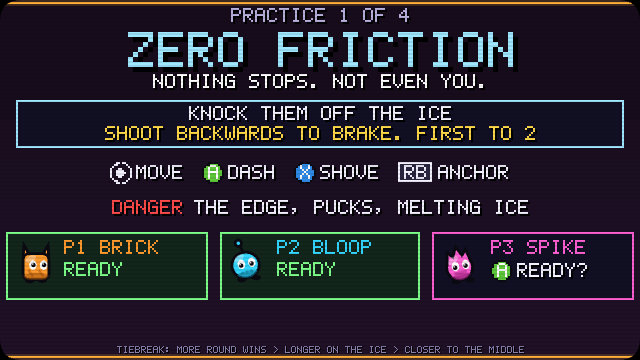 PRACTICE 1 OF 4
ZERO FRICTION
NOTHING STOPS. NOT EVEN YOU.
KNOCK THEM OFF THE ICE
SHOOT BACKWARDS TO BRAKE. FIRST TO 2
MOVE A DASH X SHOVE RB ANCHOR
DANGER THE EDGE, PUCKS, MELTING ICE
P1 BRICK
READY
P2 BLOOP
READY
P3 SPIKE
A READY?
TIEBREAK: MORE ROUND WINS > LONGER ON THE ICE > CLOSER TO THE MIDDLE